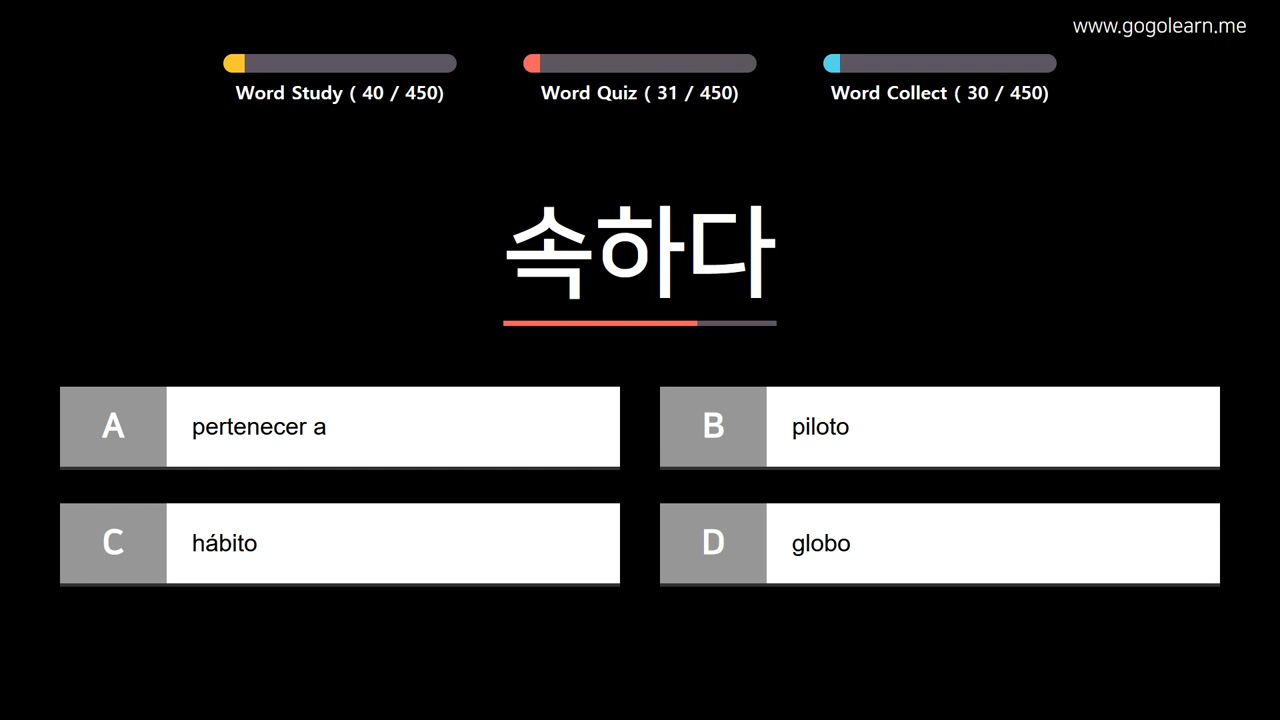 www.gogolearn.me
Word Study ( 40 / 450)
Word Quiz ( 31 / 450)
Word Collect ( 30 / 450)
속하다
A pertenecer a
B piloto
C hábito
D globo